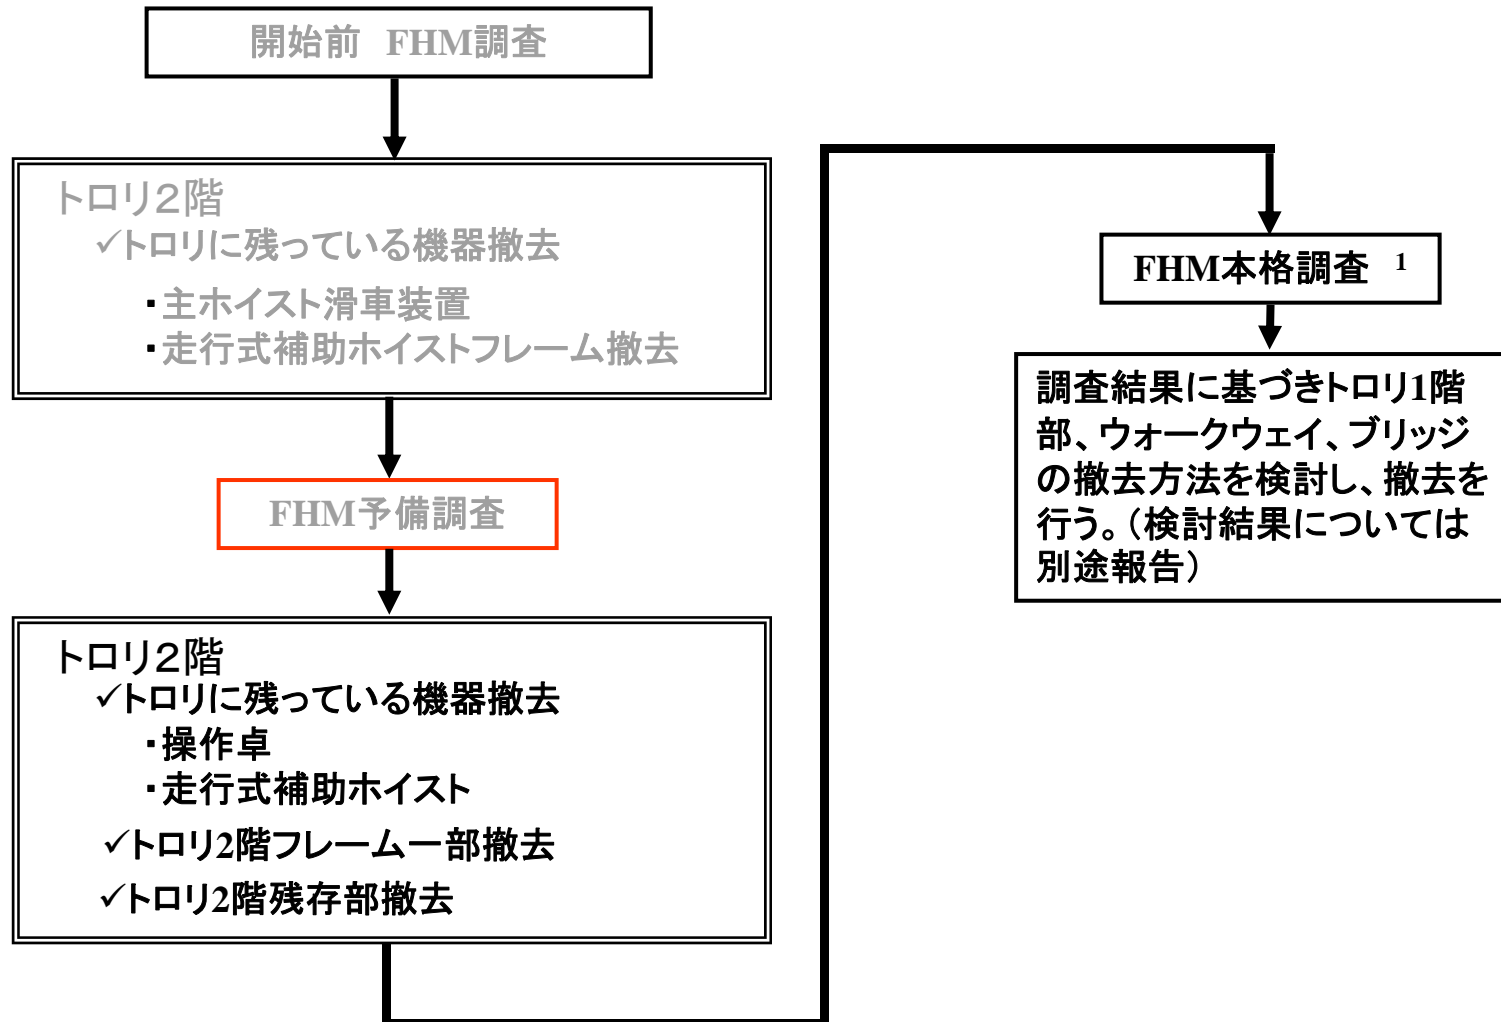 開始前 FHM調査
トロリ２階
✓トロリに残っている機器撤去
・主ホイスト滑車装置
・走行式補助ホイストフレーム撤去
FHM予備調査
トロリ２階
✓トロリに残っている機器撤去
・操作卓
・走行式補助ホイスト
✓トロリ2階フレーム一部撤去
✓トロリ2階残存部撤去
FHM本格調査 1
調査結果に基づきトロリ1階
部、ウォークウェイ、ブリッジ
の撤去方法を検討し、撤去を
行う。（検討結果については
別途報告）